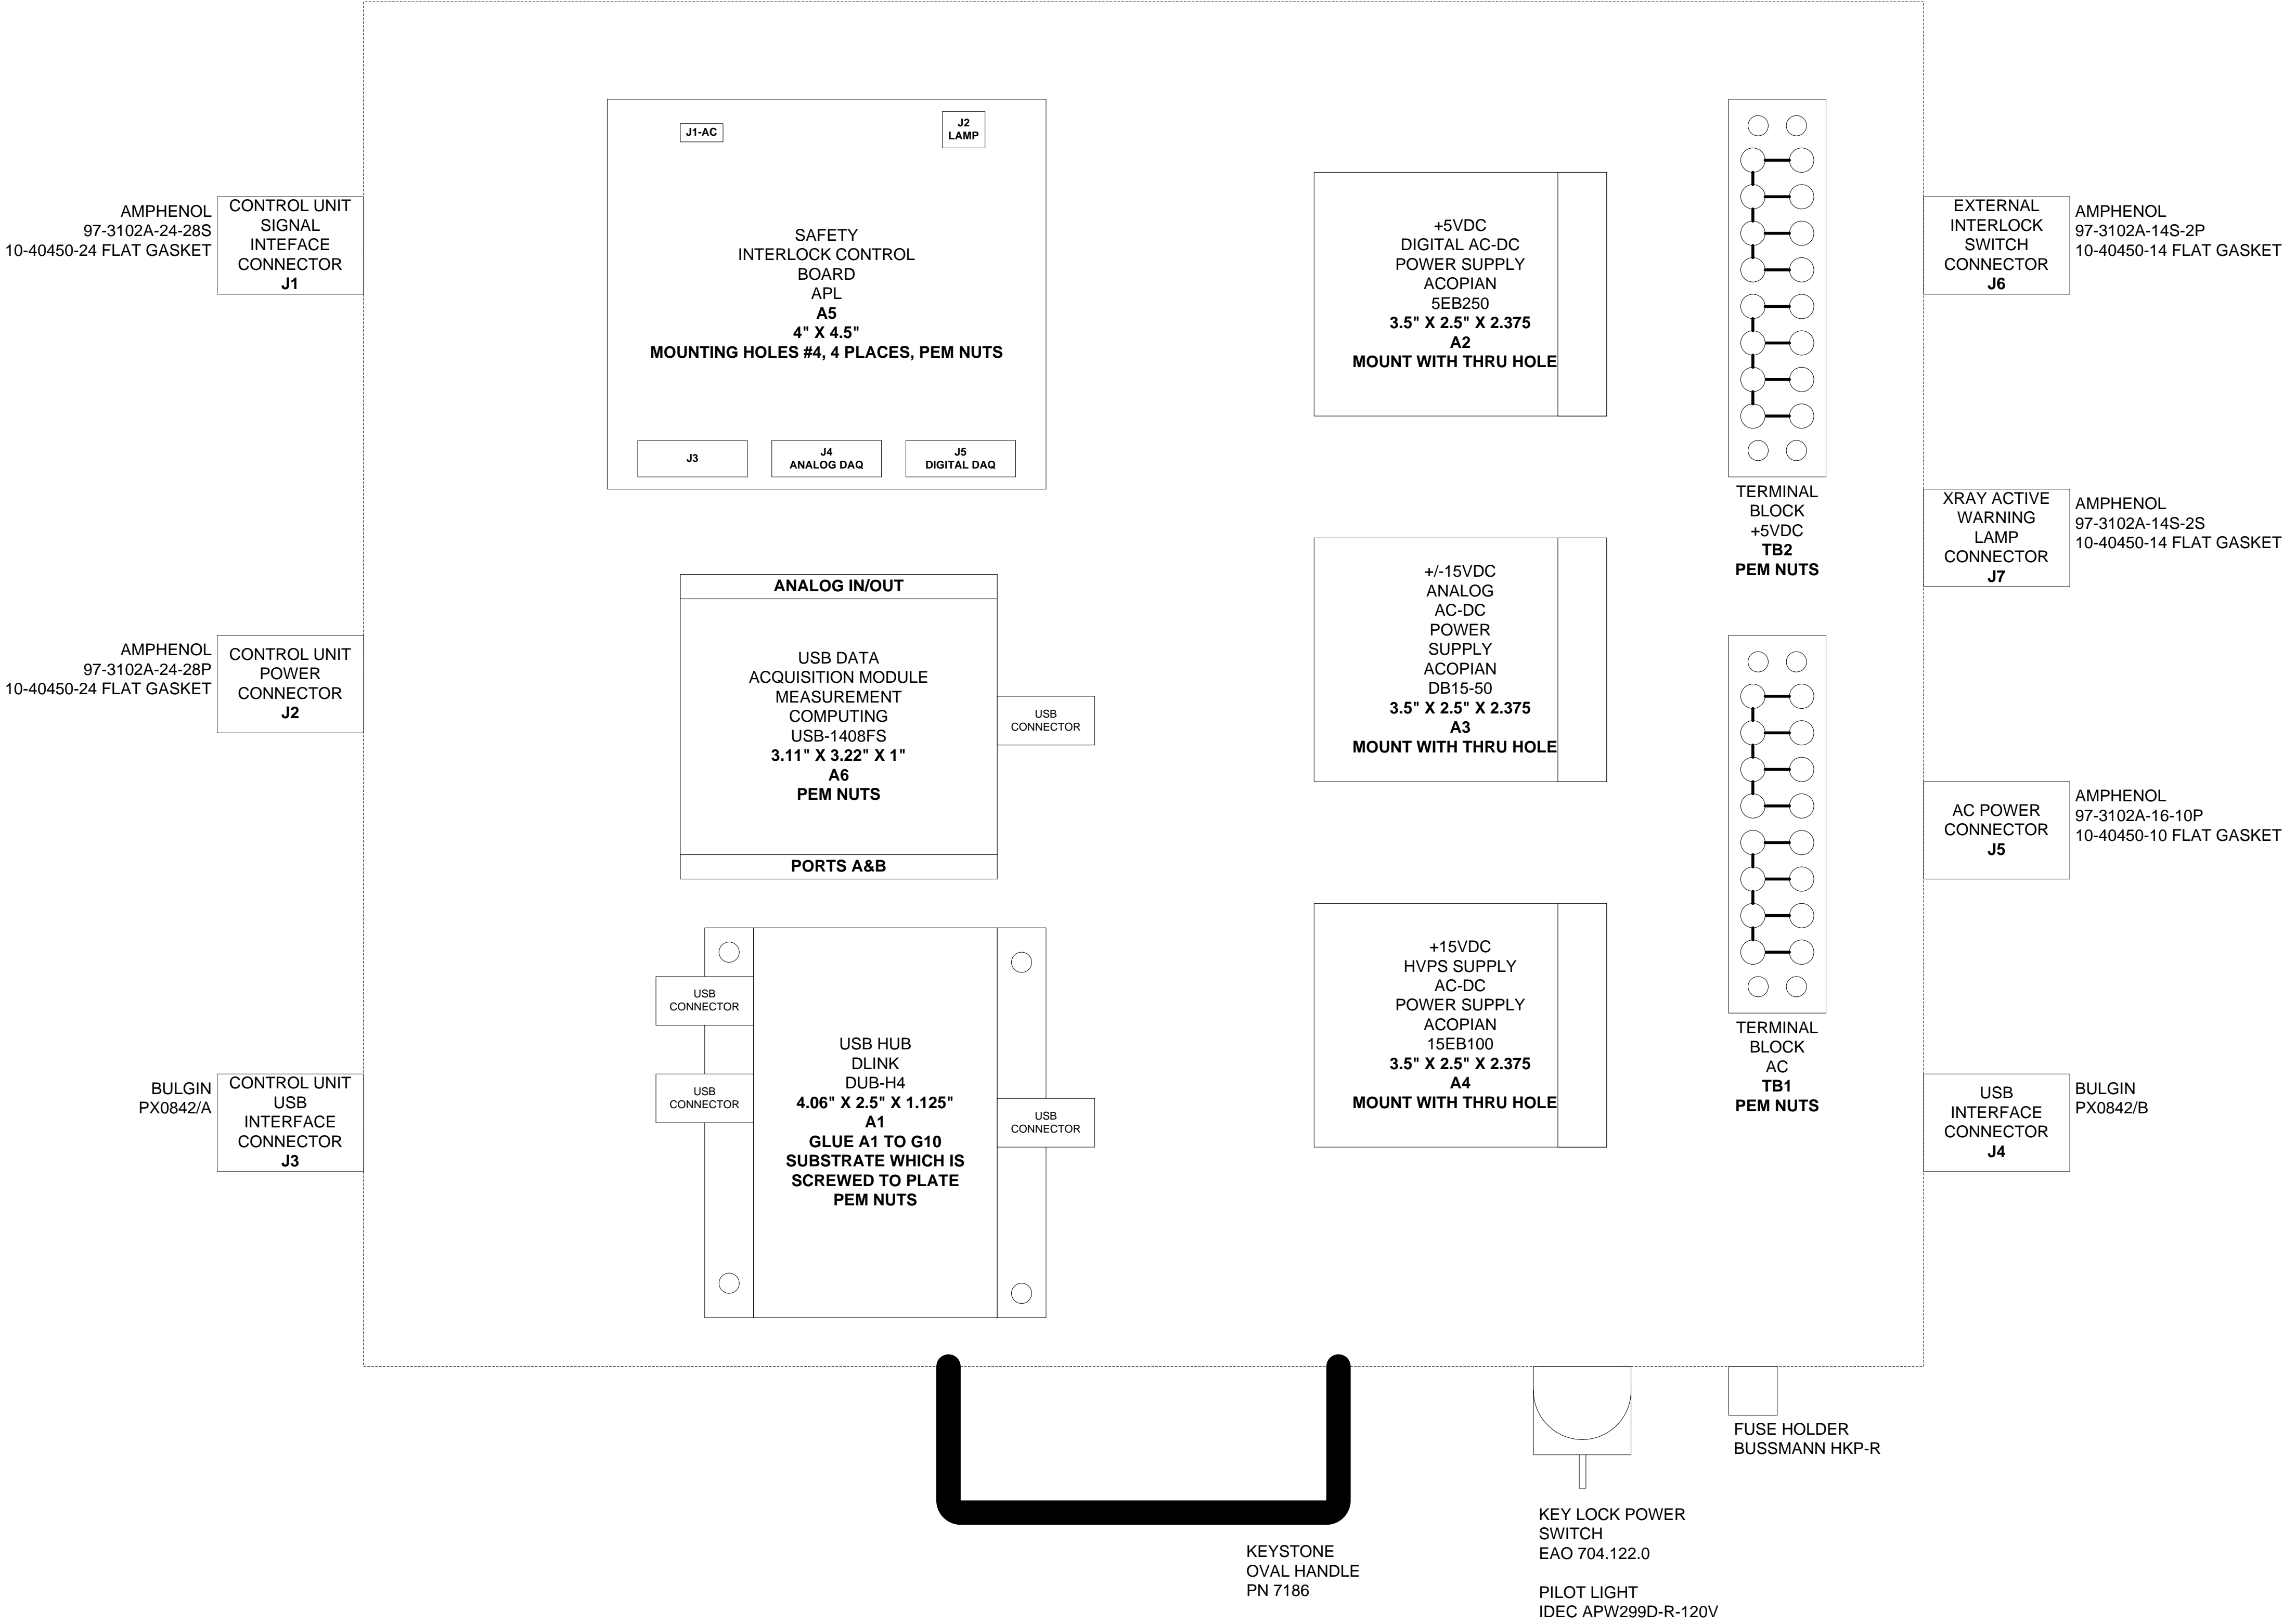 J1-AC
J2
LAMP
SAFETY
INTERLOCK CONTROL
BOARD
APL
A5
4" X 4.5"
MOUNTING HOLES #4, 4 PLACES, PEM NUTS
J3
J4
ANALOG DAQ
J5
DIGITAL DAQ
AMPHENOL
97-3102A-24-28S
10-40450-24 FLAT GASKET
CONTROL UNIT
SIGNAL
INTEFACE
CONNECTOR
J1
AMPHENOL
97-3102A-24-28P
10-40450-24 FLAT GASKET
CONTROL UNIT
POWER
CONNECTOR
J2
BULGIN
PX0842/A
CONTROL UNIT
USB
INTERFACE
CONNECTOR
J3
ANALOG IN/OUT
USB DATA
ACQUISITION MODULE
MEASUREMENT
COMPUTING
USB-1408FS
3.11" X 3.22" X 1"
A6
PEM NUTS
PORTS A&B
USB
CONNECTOR
USB
CONNECTOR
USB
CONNECTOR
USB HUB
DLINK
DUB-H4
4.06" X 2.5" X 1.125"
A1
GLUE A1 TO G10
SUBSTRATE WHICH IS
SCREWED TO PLATE
PEM NUTS
USB
CONNECTOR
+5VDC
DIGITAL AC-DC
POWER SUPPLY
ACOPIAN
5EB250
3.5" X 2.5" X 2.375
A2
MOUNT WITH THRU HOLE
+/-15VDC
ANALOG
AC-DC
POWER
SUPPLY
ACOPIAN
DB15-50
3.5" X 2.5" X 2.375
A3
MOUNT WITH THRU HOLE
+15VDC
HVPS SUPPLY
AC-DC
POWER SUPPLY
ACOPIAN
15EB100
3.5" X 2.5" X 2.375
A4
MOUNT WITH THRU HOLE
TERMINAL
BLOCK
+5VDC
TB2
PEM NUTS
TERMINAL
BLOCK
AC
TB1
PEM NUTS
EXTERNAL
INTERLOCK
SWITCH
CONNECTOR
J6
AMPHENOL
97-3102A-14S-2P
10-40450-14 FLAT GASKET
XRAY ACTIVE
WARNING
LAMP
CONNECTOR
J7
AMPHENOL
97-3102A-14S-2S
10-40450-14 FLAT GASKET
AC POWER
CONNECTOR
J5
AMPHENOL
97-3102A-16-10P
10-40450-10 FLAT GASKET
USB
INTERFACE
CONNECTOR
J4
BULGIN
PX0842/B
FUSE HOLDER
BUSSMANN HKP-R
KEY LOCK POWER
SWITCH
EAO 704.122.0
PILOT LIGHT
IDEC APW299D-R-120V
KEYSTONE
OVAL HANDLE
PN 7186